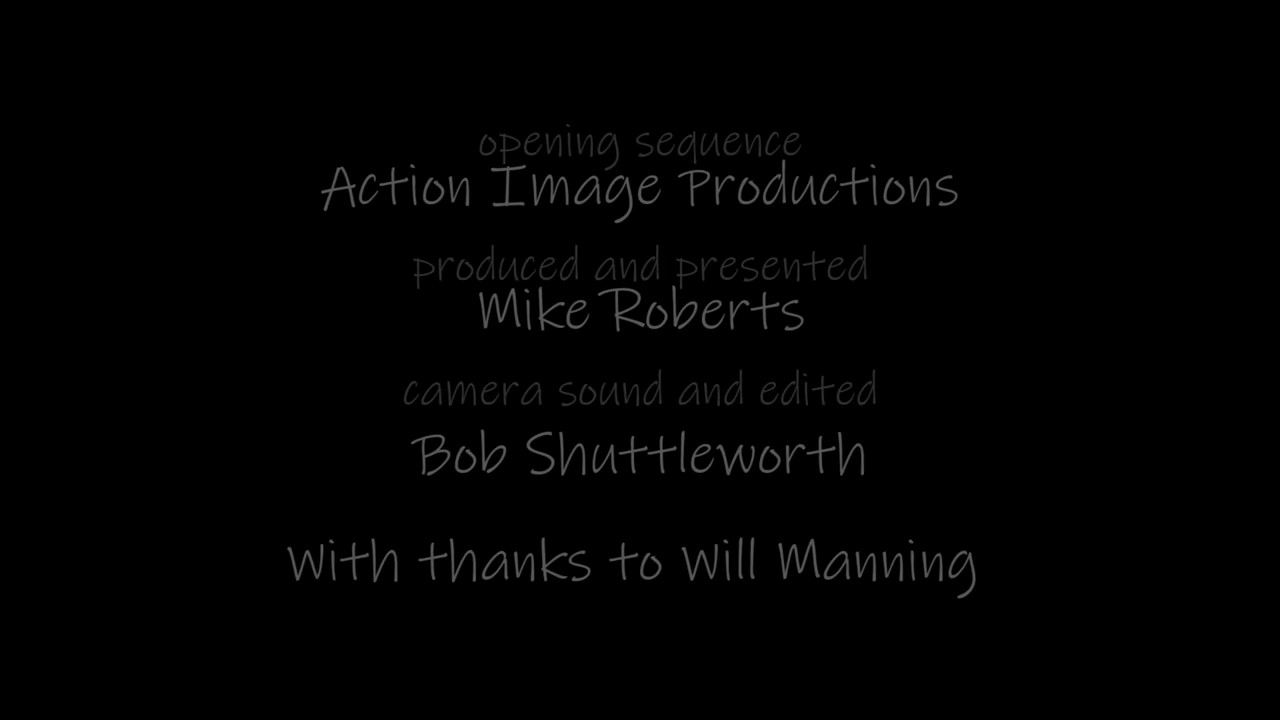 opening sequence
Action Image Productions
produced and presented
Mike Roberts
camera sound and edited
Bob Shuttleworth
With thanks to Will Manning